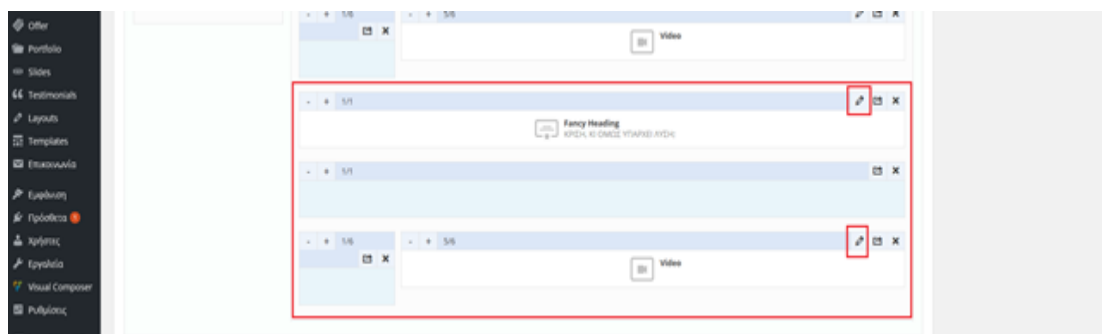 Offer
Portfolio
Slides
Testimonials
Layouts
Templates
Επικοινωνία
Εμφάνιση
Πρόσθετα 1
Χρήστες
Εργαλεία
Visual Composer
Ρυθμίσεις
- + 1/6
- + 5/6
Video
- + 1/1
Fancy Heading
ΚΡΙΣΗ, ΚΙ ΟΜΩΣ ΥΠΑΡΧΕΙ ΛΥΣΗ!
- + 1/1
- + 1/6
- + 5/6
Video